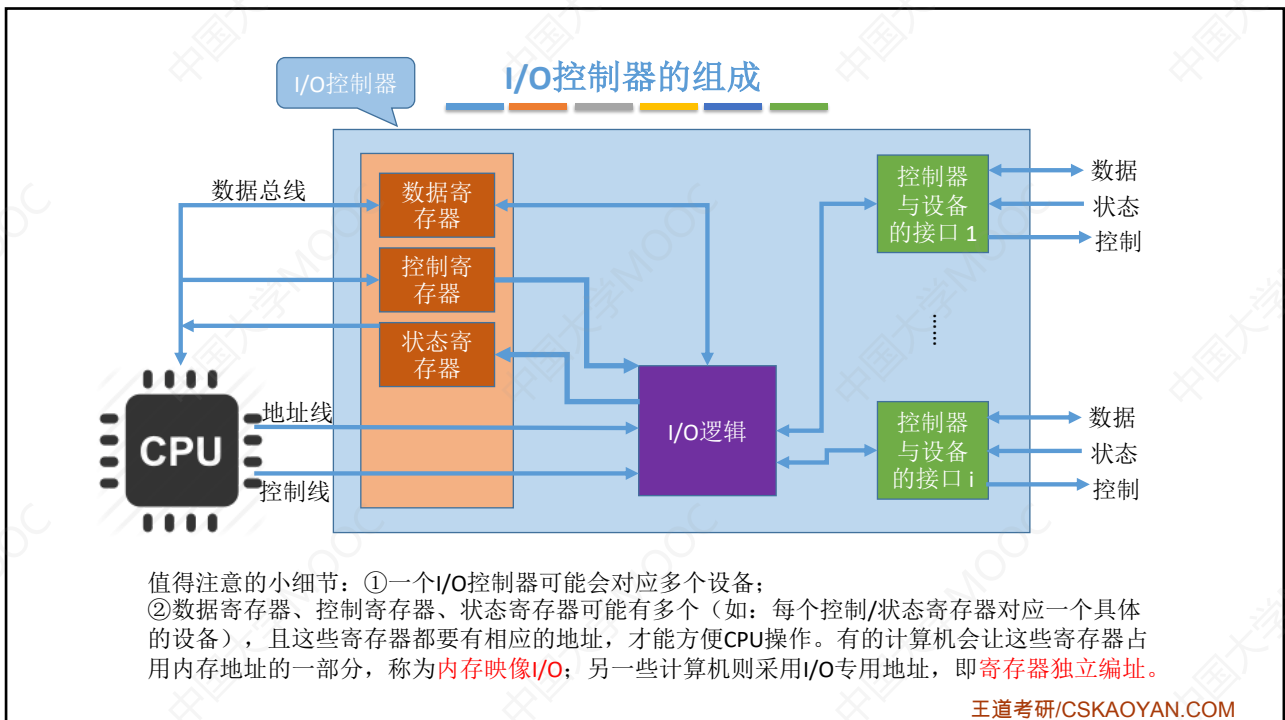 I/O控制器的组成
I/O控制器
数据总线
数据寄
存器
控制寄
存器
状态寄
存器
CPU
地址线
控制线
I/O逻辑
控制器
与设备
的接口 1
数据
状态
控制
......
控制器
与设备
的接口 i
数据
状态
控制
值得注意的小细节：①一个I/O控制器可能会对应多个设备；
②数据寄存器、控制寄存器、状态寄存器可能有多个（如：每个控制/状态寄存器对应一个具体
的设备），且这些寄存器都要有相应的地址，才能方便CPU操作。有的计算机会让这些寄存器占
用内存地址的一部分，称为内存映像I/O；另一些计算机则采用I/O专用地址，即寄存器独立编址。
王道考研/CSKAOYAN.COM
中国大学MOOC